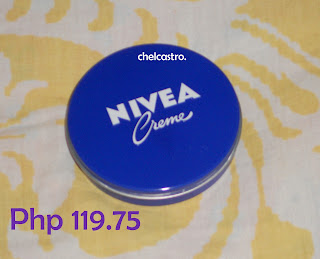 chelcastro.
NIVEA
Creme
Php 119.75